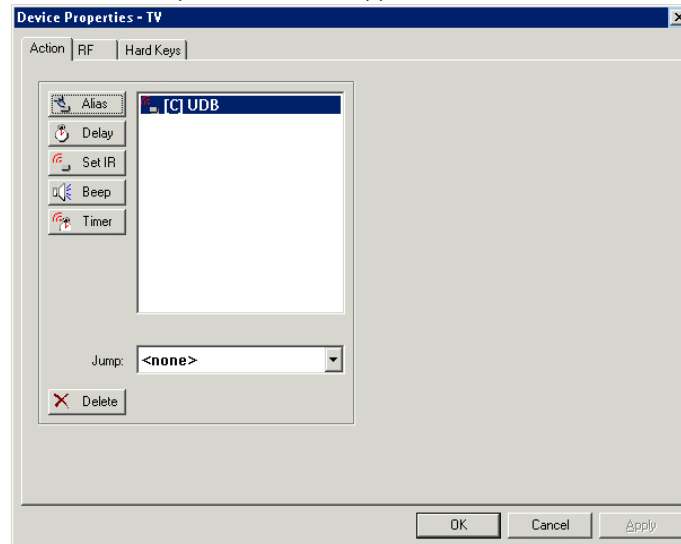 Device Properties - TV
Action RF Hard Keys
Alias
Delay
Set IR
Beep
Timer
[C] UDB
Jump: <none>
Delete
OK Cancel Apply